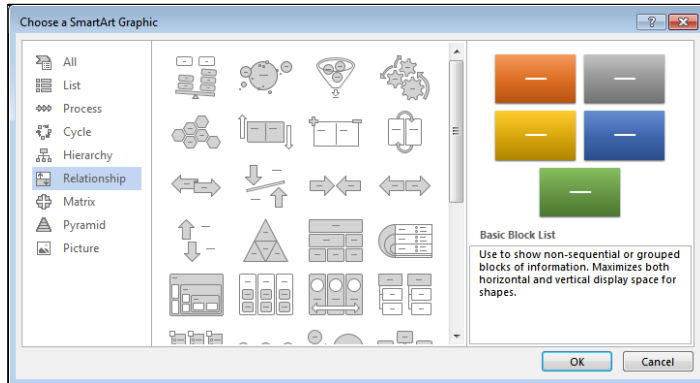 Choose a SmartArt Graphic
All
List
Process
Cycle
Hierarchy
Relationship
Matrix
Pyramid
Picture
Basic Block List
Use to show non-sequential or grouped
blocks of information. Maximizes both
horizontal and vertical display space for
shapes.
OK
Cancel